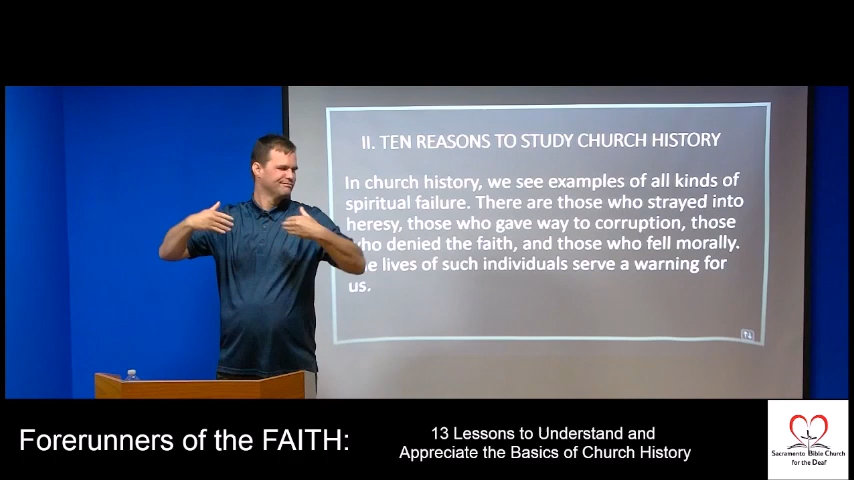 II. TEN REASONS TO STUDY CHURCH HISTORY
In church history, we see examples of all kinds of
spiritual failure. There are those who strayed into
heresy, those who gave way to corruption, those
who denied the faith, and those who fell morally.
lives of such individuals serve a warning for
us.
Forerunners of the FAITH:
13 Lessons to Understand and
Appreciate the Basics of Church History
Sacramento Bible Church
for the Deaf